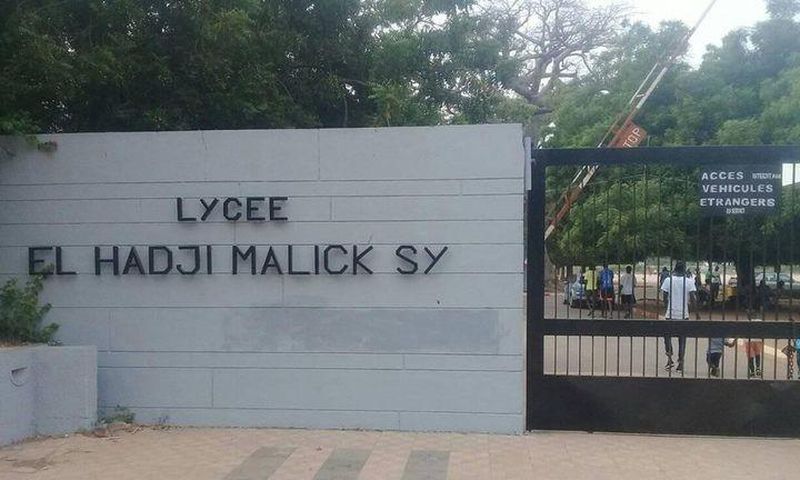 LYCEE
EL HADJI MALICK SY
STOP
ACCES
VEHICULES
ETRANGERS